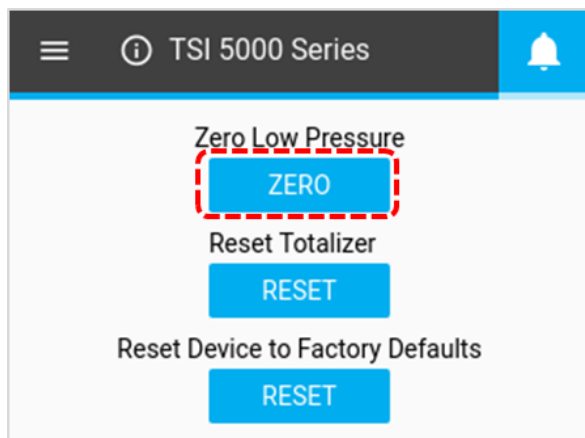 TSI 5000 Series
Zero Low Pressure
ZERO
Reset Totalizer
RESET
Reset Device to Factory Defaults
RESET